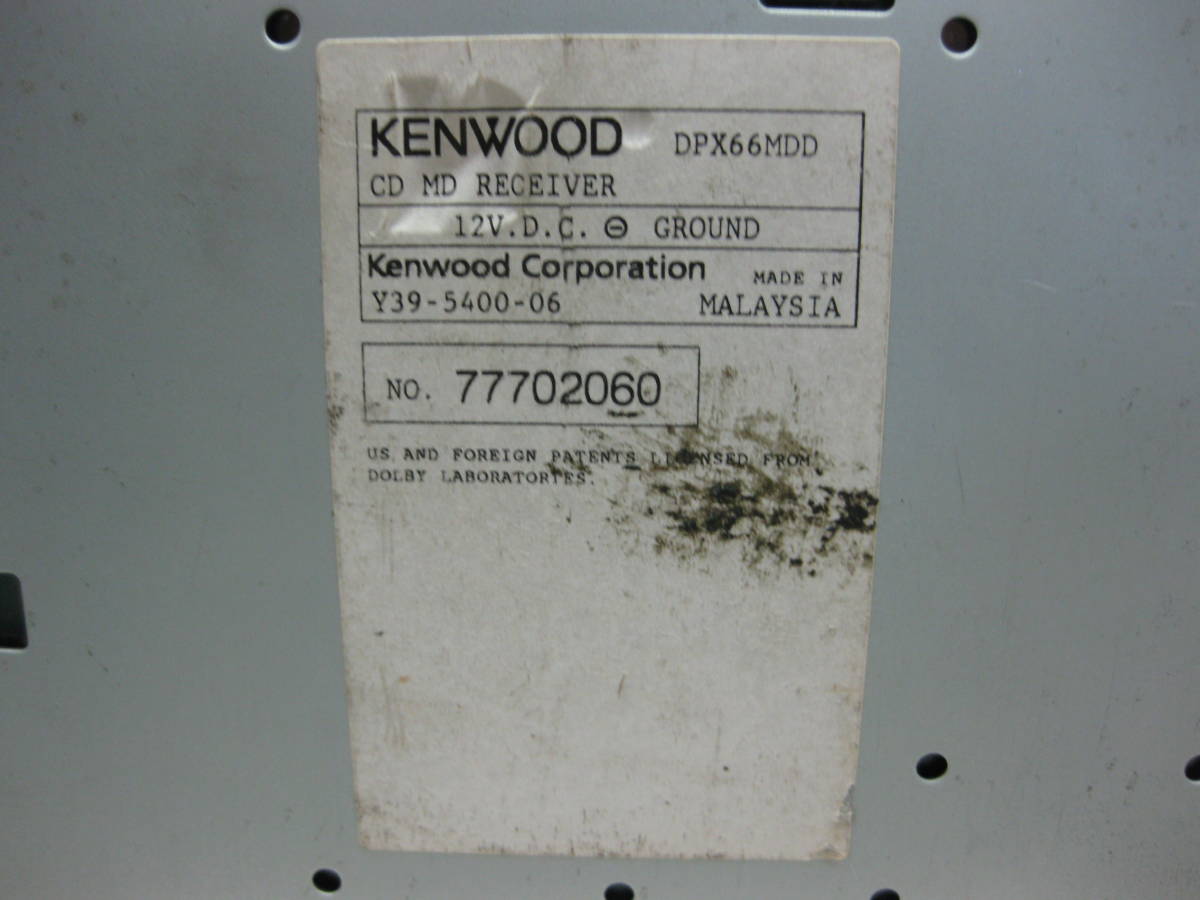 KENWOOD DPX66MDD
CD MD RECEIVER
12V.D.C. ⊖ GROUND
Kenwood Corporation MADE IN
Y39-5400-06 MALAYSIA
NO. 77702060
US AND FOREIGN PATENTS LICENSED FROM
DOLBY LABORATORIES.